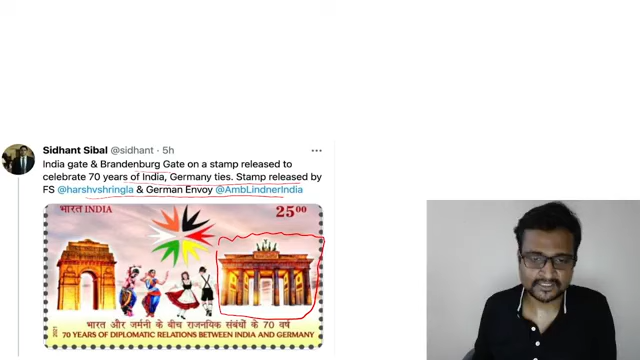 Sidhant Sibal @sidhant · 5h
India gate & Brandenburg Gate on a stamp released to
celebrate 70 years of India, Germany ties. Stamp released by
FS @harshvshringla & German Envoy @AmbLindnerIndia
भारत INDIA 25 00
2021
भारत और जर्मनी के बीच राजनयिक संबंधों के 70 वर्ष
70 YEARS OF DIPLOMATIC RELATIONS BETWEEN INDIA AND GERMANY